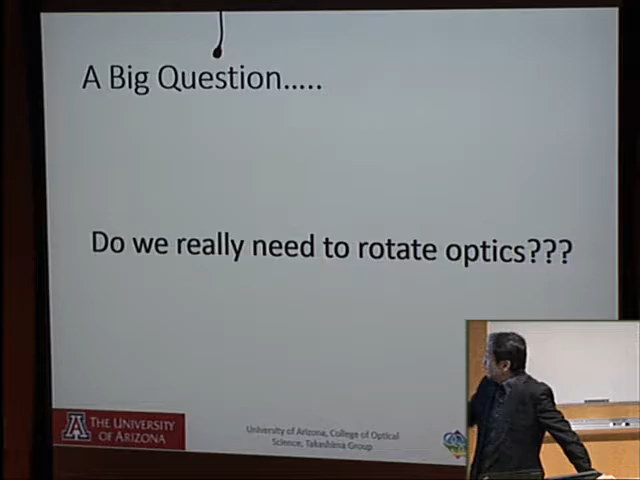 A Big Question.....
Do we really need to rotate optics???
THE UNIVERSITY
OF ARIZONA
University of Arizona, College of Optical
Science, Takashima Group